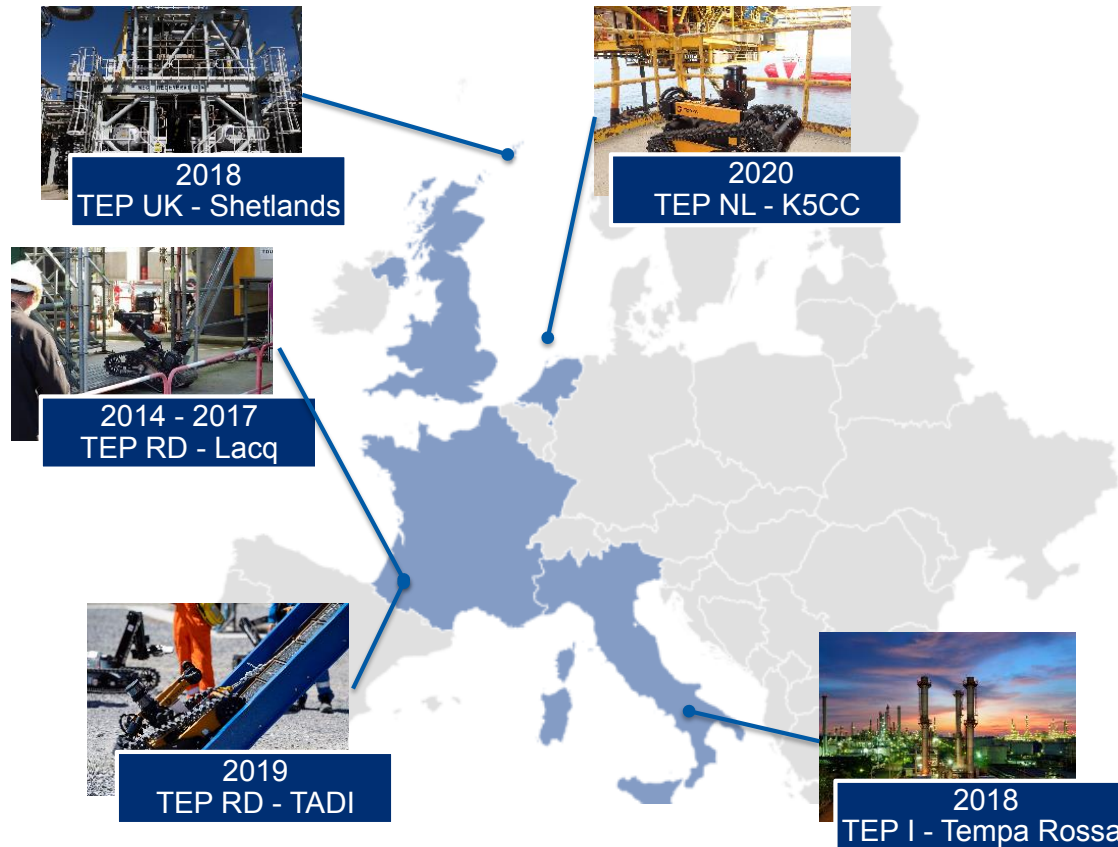 2018
TEP UK - Shetlands
2020
TEP NL - K5CC
2014 - 2017
TEP RD - Lacq
2019
TEP RD - TADI
2018
TEP I - Tempa Rossa